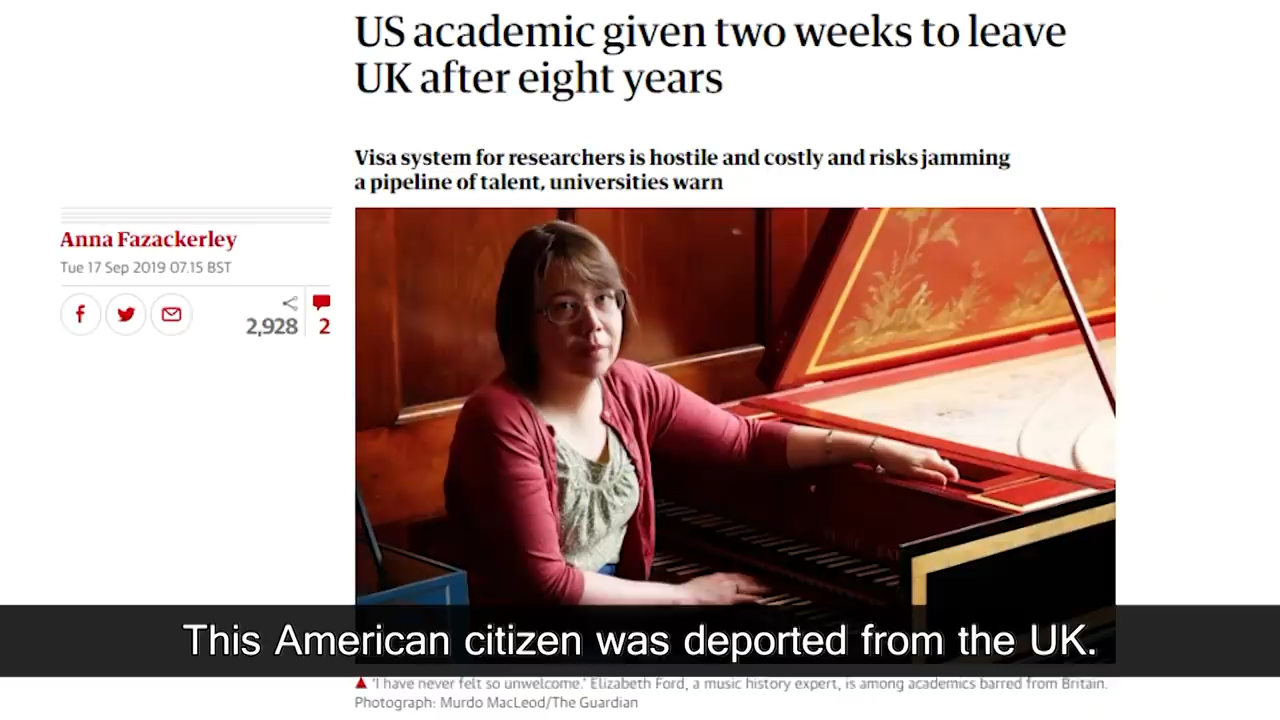 US academic given two weeks to leave
UK after eight years
Visa system for researchers is hostile and costly and risks jamming
a pipeline of talent, universities warn
Anna Fazackerley
Tue 17 Sep 2019 07.15 BST
2,928
2
This American citizen was deported from the UK.
'I have never felt so unwelcome.' Elizabeth Ford, a music history expert, is among academics barred from Britain.
Photograph: Murdo MacLeod/The Guardian